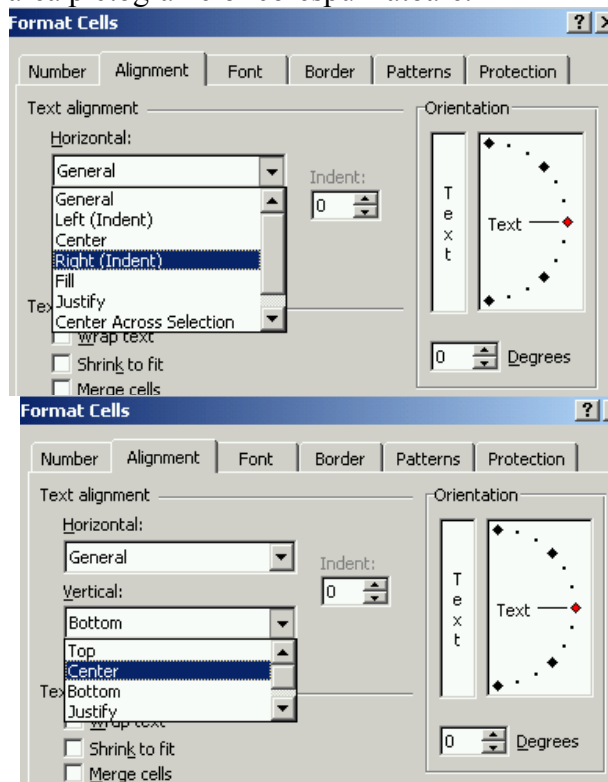 Format Cells
Number Alignment Font Border Patterns Protection
Text alignment Orientation
Horizontal:
General Indent:
General 0
Left (Indent)
Center
Right (Indent)
Fill
Justify
Center Across Selection
Text
Text
Wrap text
Shrink to fit
Merge cells
0 Degrees
Format Cells
Number Alignment Font Border Patterns Protection
Text alignment Orientation
Horizontal:
General Indent:
Vertical: 0
Bottom
Top
Center
Bottom
Justify
Text
Text
Wrap text
Shrink to fit
Merge cells
0 Degrees